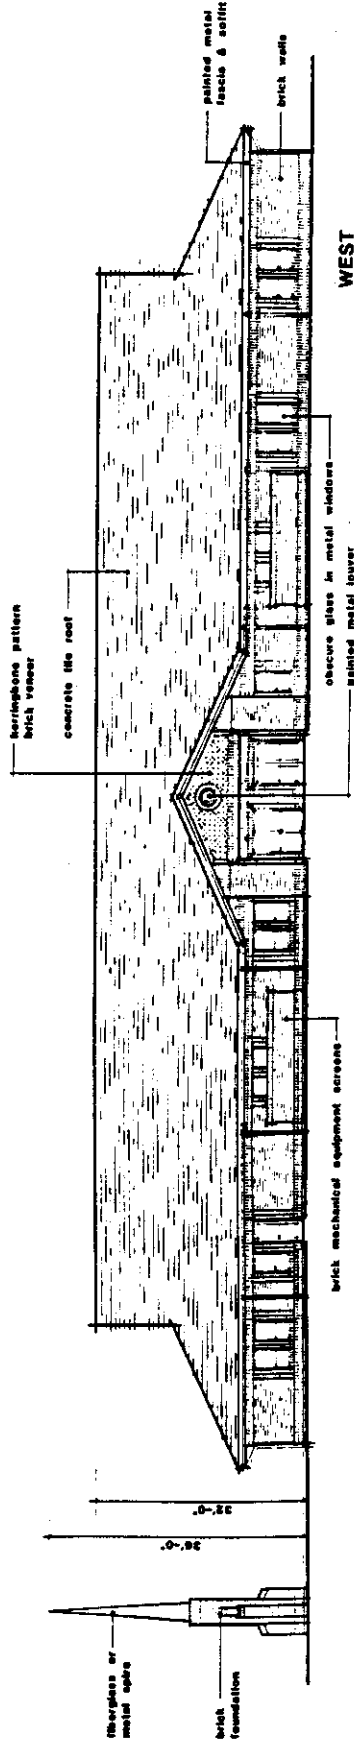 fiberglass or
metal spire
brick
foundation
36'-0"
32'-0"
herringbone pattern
brick veneer
concrete tile roof
painted metal
fascia & soffit
brick walls
brick mechanical equipment screens
obscure glass in metal windows
painted metal louver
WEST